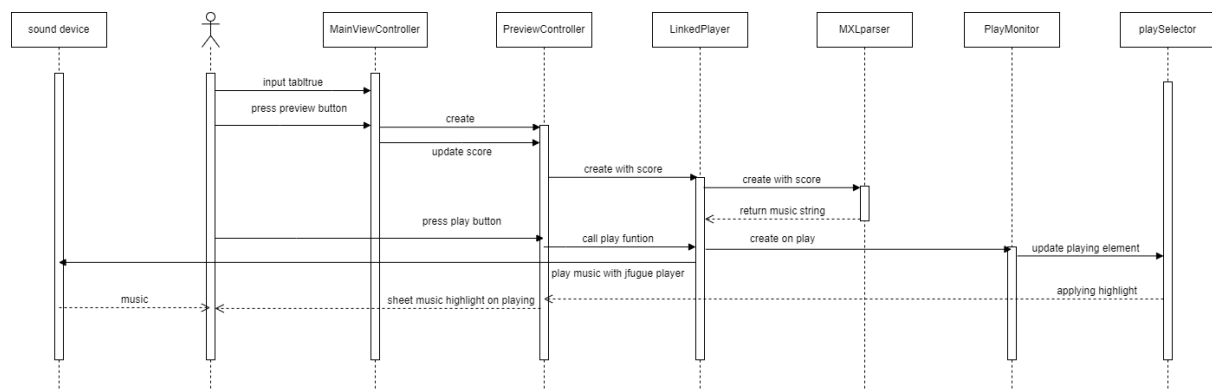 sound device
MainViewController
PreviewController
LinkedPlayer
MXLparser
PlayMonitor
playSelector
input tabltrue
press preview button
create
update score
create with score
create with score
return music string
press play button
call play funtion
create on play
update playing element
play music with jfugue player
music
sheet music highlight on playing
applying highlight